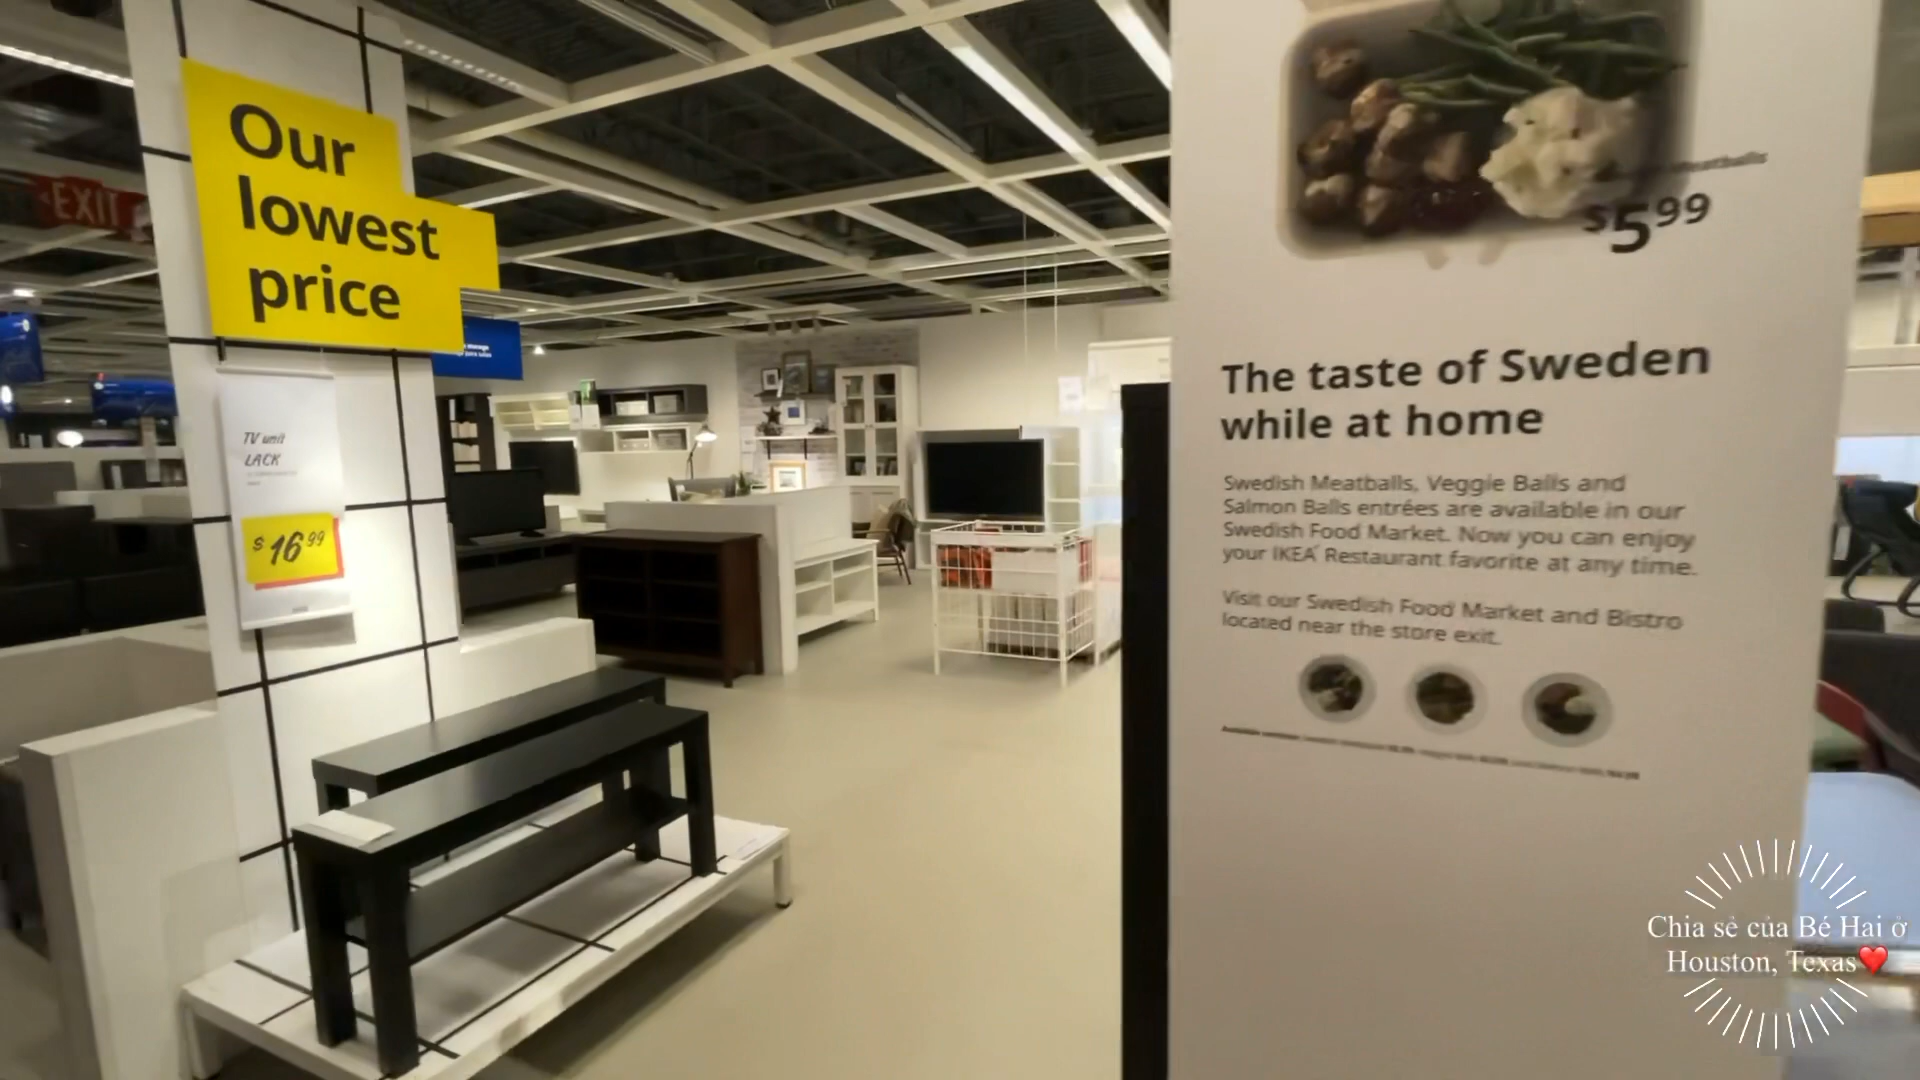 Our
lowest
price
EXIT
TV unit
LACK
$16.99
Meatballs
$5.99
The taste of Sweden
while at home
Swedish Meatballs, Veggie Balls and
Salmon Balls entrées are available in our
Swedish Food Market. Now you can enjoy
your IKEA Restaurant favorite at any time.
Visit our Swedish Food Market and Bistro
located near the store exit.
Chia sẻ của Bé Hai ở
Houston, Texas❤️